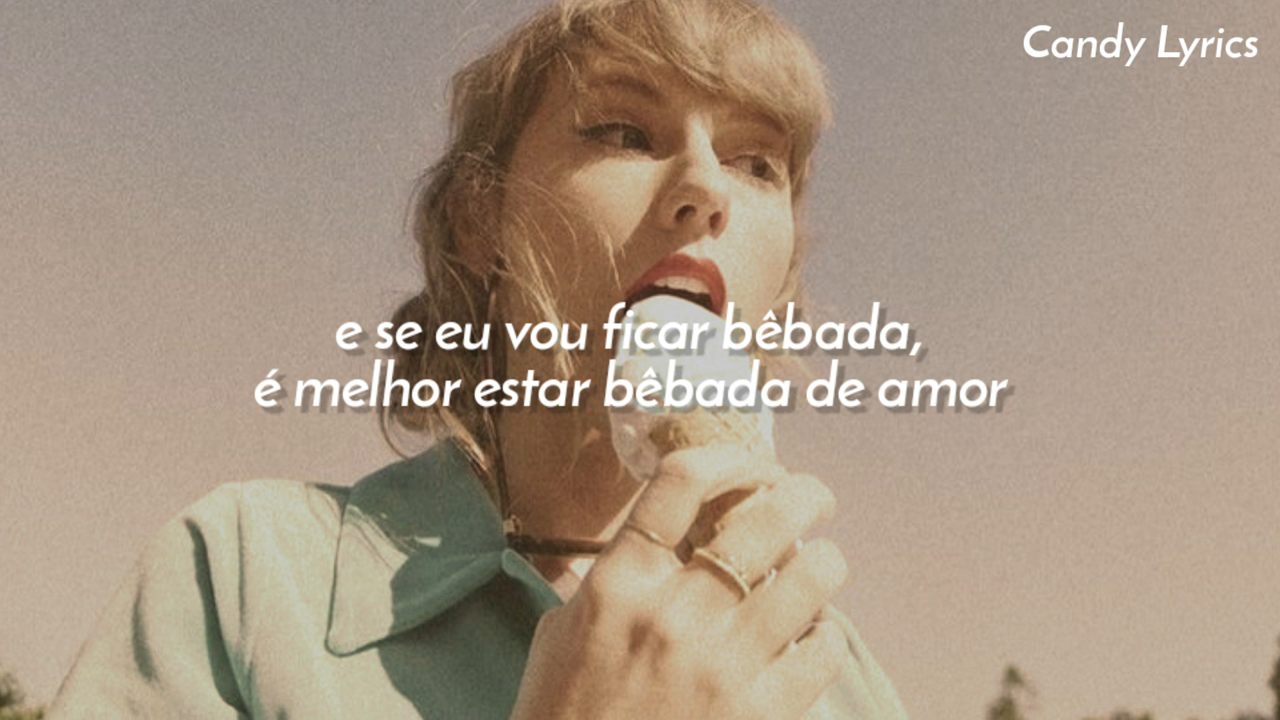 Candy Lyrics
e se eu vou ficar bêbada,
é melhor estar bêbada de amor